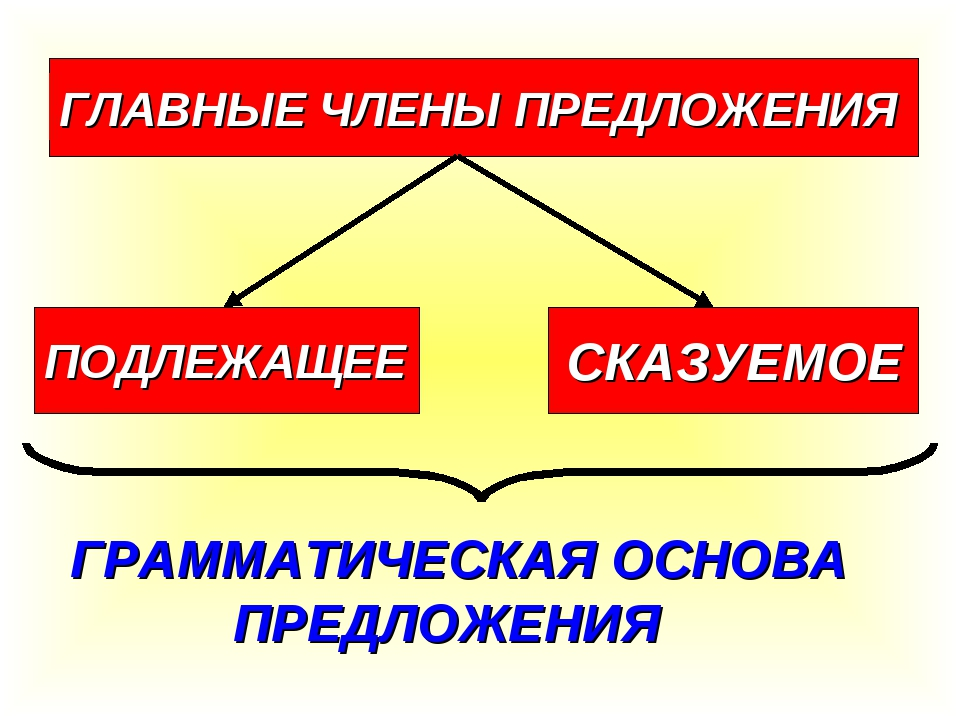 ГЛАВНЫЕ ЧЛЕНЫ ПРЕДЛОЖЕНИЯ
ПОДЛЕЖАЩЕЕ
СКАЗУЕМОЕ
ГРАММАТИЧЕСКАЯ ОСНОВА
ПРЕДЛОЖЕНИЯ